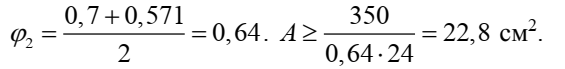 φ₂ = (0,7 + 0,571)/2 = 0,64. A ≥ 350/(0,64 · 24) = 22,8 см².